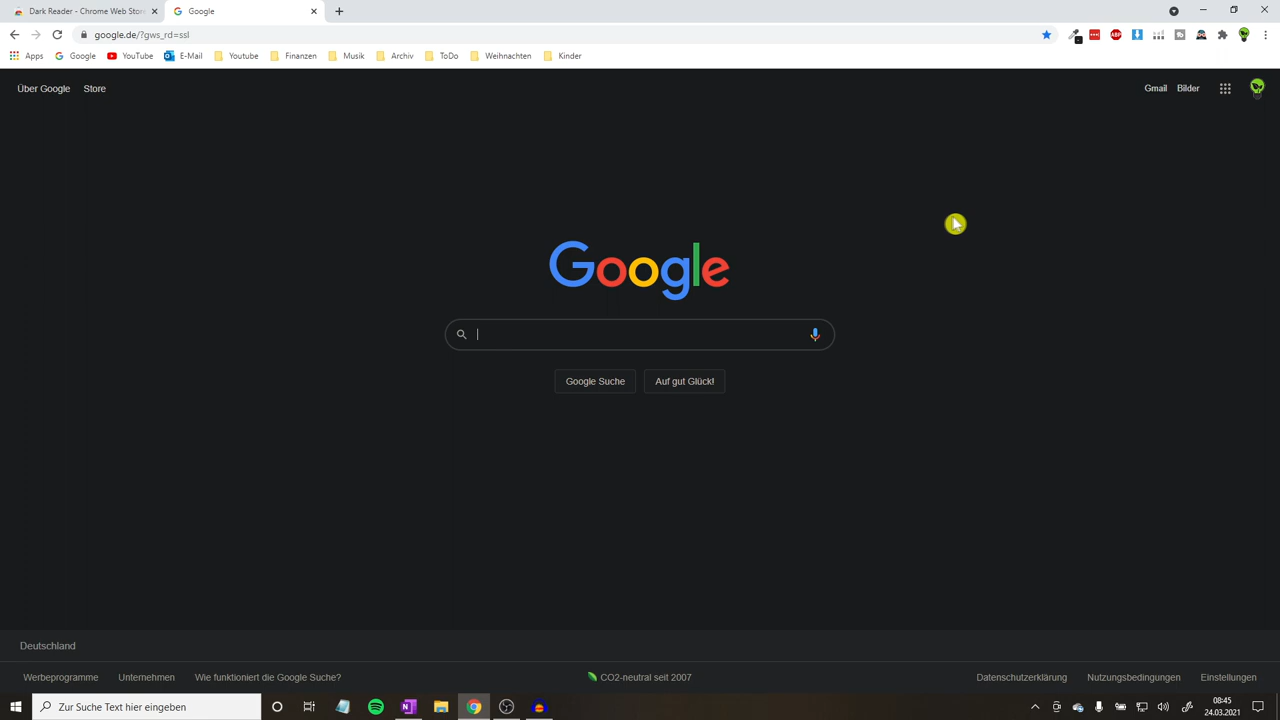 Dark Reader - Chrome Web Store
Google
google.de/?gws_rd=ssl
ABP
Apps
Google
YouTube
E-Mail
Youtube
Finanzen
Musik
Archiv
ToDo
Weihnachten
Kinder
Über Google
Store
Gmail
Bilder
Google
Google Suche
Auf gut Glück!
Deutschland
Werbeprogramme
Unternehmen
Wie funktioniert die Google Suche?
CO2-neutral seit 2007
Datenschutzerklärung
Nutzungsbedingungen
Einstellungen
Zur Suche Text hier eingeben
08:45
24.03.2021